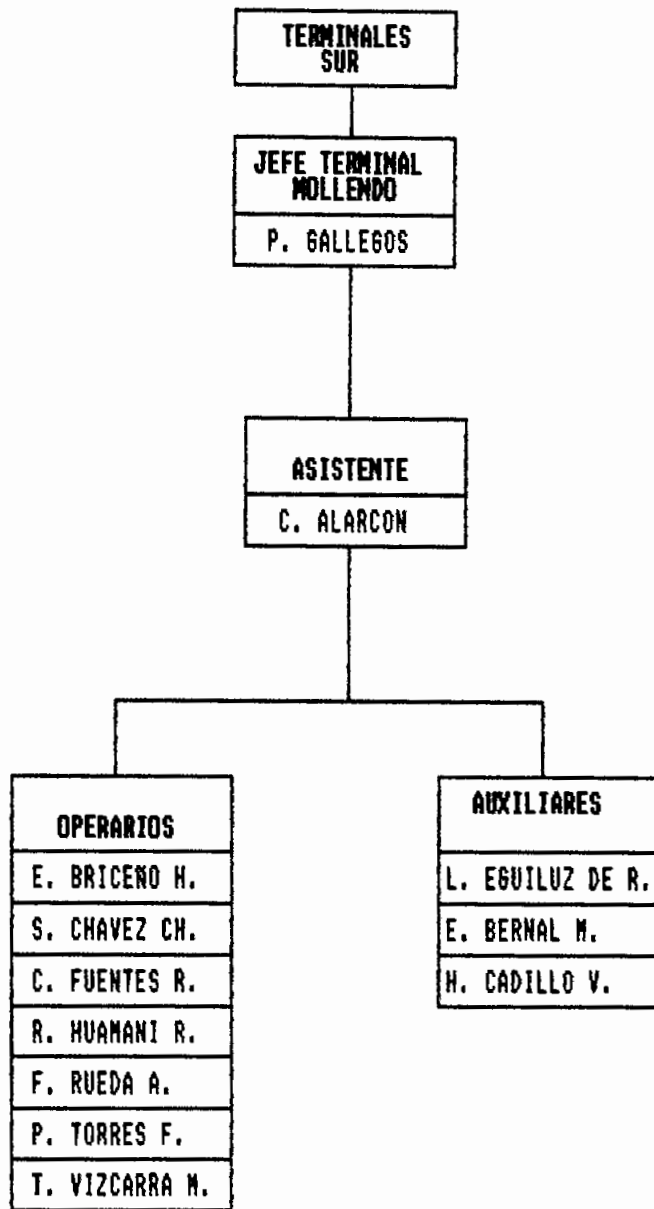 TERMINALES
SUR
JEFE TERMINAL
MOLLENDO
P. GALLEGOS
ASISTENTE
C. ALARCON
OPERARIOS
E. BRICEÑO H.
S. CHAVEZ CH.
C. FUENTES R.
R. HUAMANI R.
F. RUEDA A.
P. TORRES F.
T. VIZCARRA M.
AUXILIARES
L. EGUILUZ DE R.
E. BERNAL M.
H. CADILLO V.